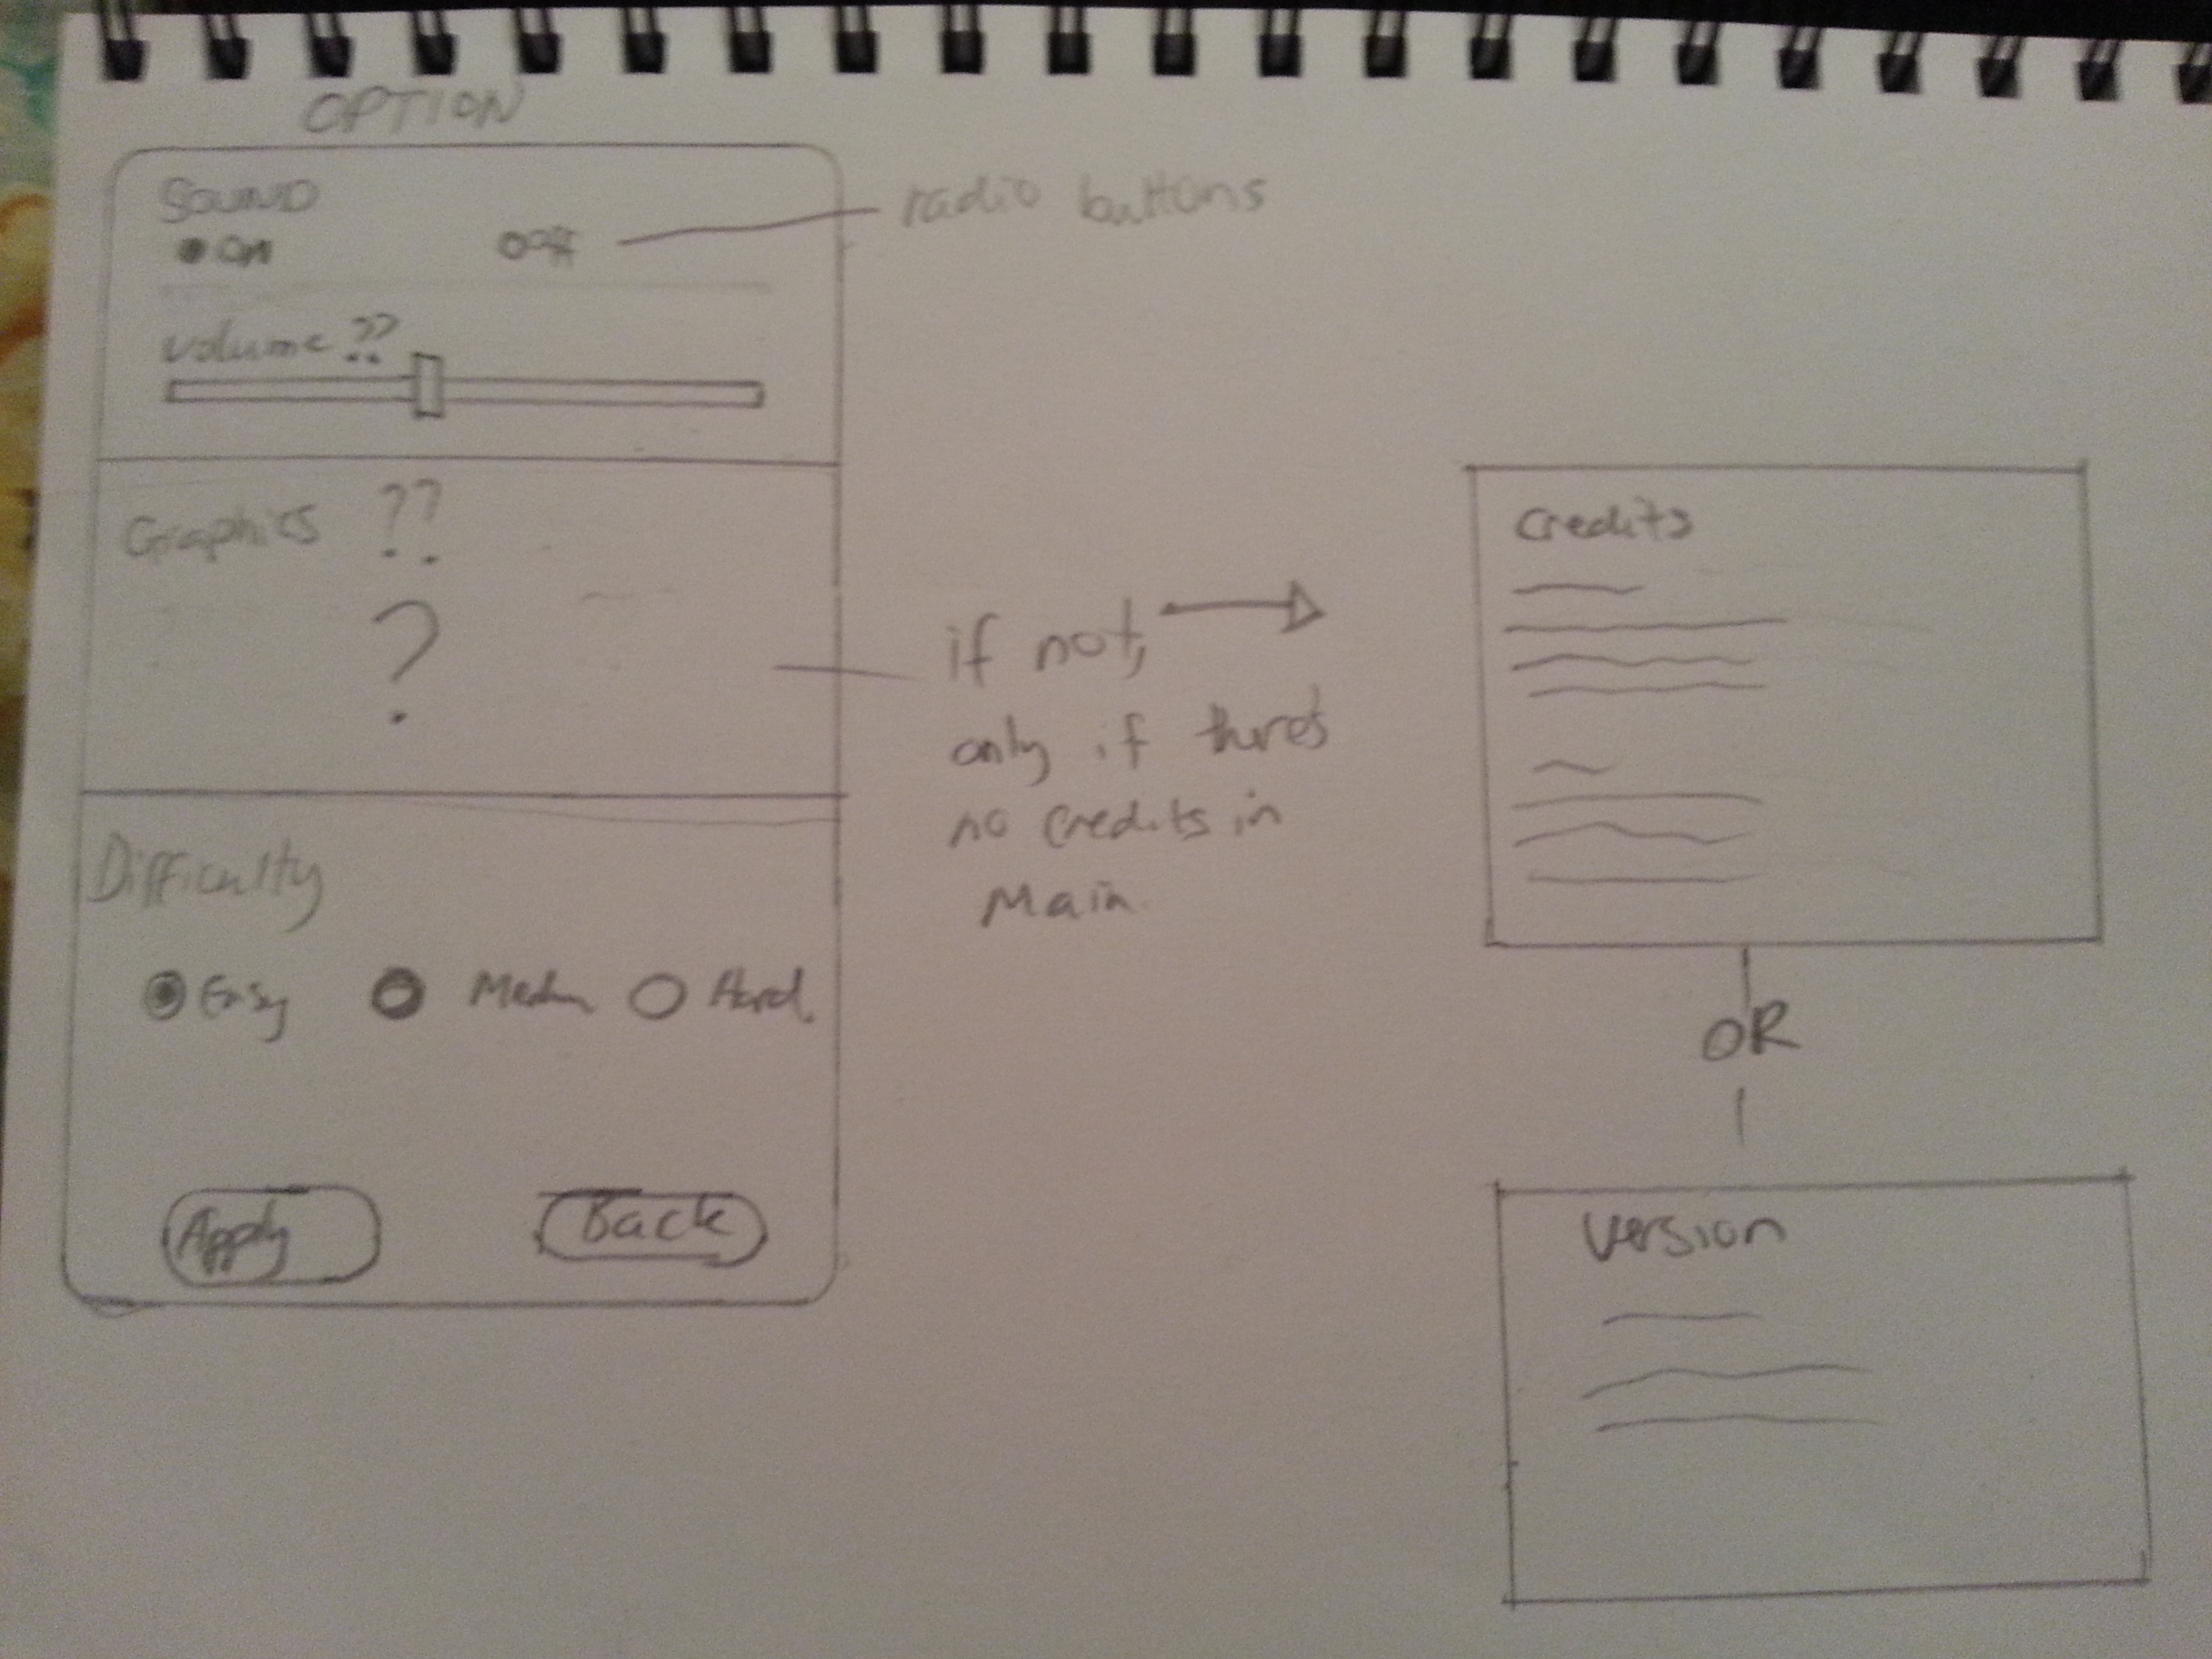 OPTION
SOUND
ON
OFF
radio buttons
Volume ??
Graphics ??
?
if not,
only if there's
no credits in
Main.
Difficulty
Easy
Medium
Hard.
Apply
Back
Credits
OR
Version